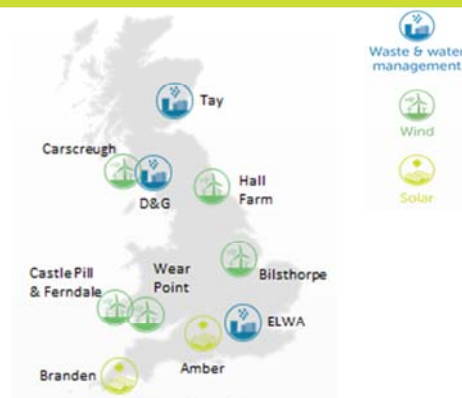 Waste & water
management
Wind
Solar
Tay
Carscreugh
D&G
Hall
Farm
Castle Pill
& Ferndale
Wear
Point
Bilsthorpe
ELWA
Amber
Branden